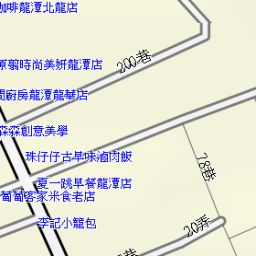 咖啡龍潭北龍店
200巷
原翡時尚美妍龍潭店
間廚房龍潭龍華店
森森創意美學
珠仔仔古早味滷肉飯
78巷
夏一跳早餐龍潭店
葡葡客家米食老店
李記小籠包
20弄